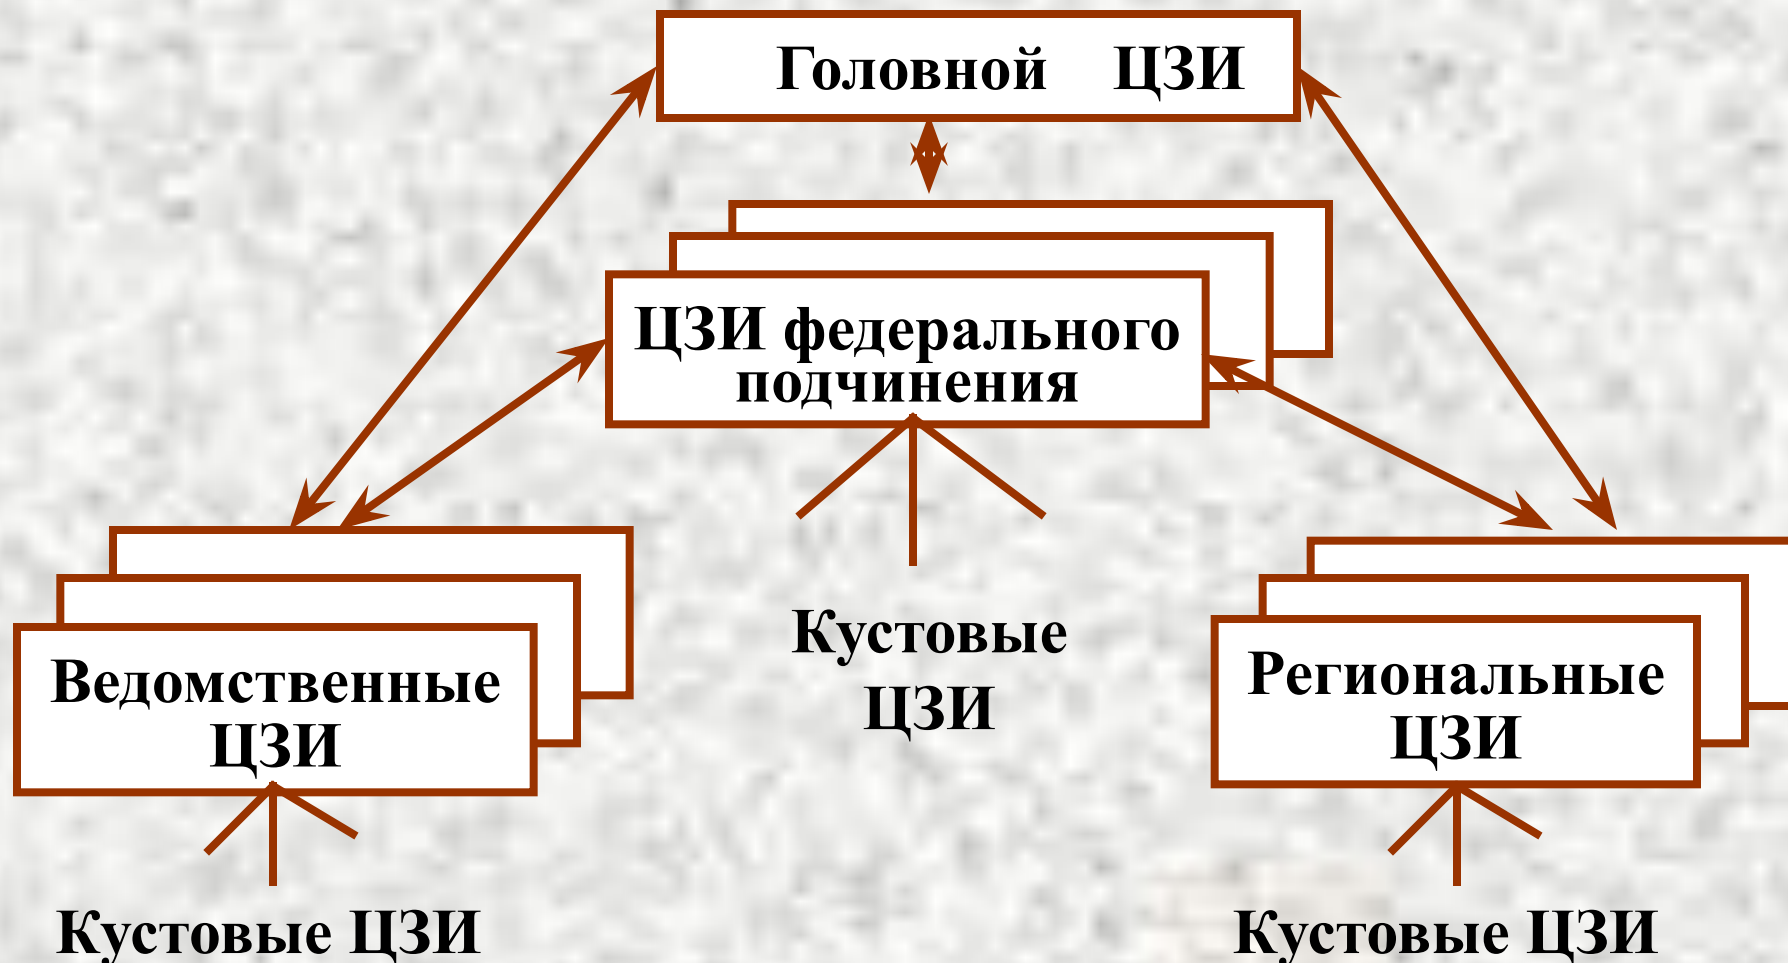 Головной ЦЗИ
ЦЗИ федерального
подчинения
Кустовые
ЦЗИ
Ведомственные
ЦЗИ
Региональные
ЦЗИ
Кустовые ЦЗИ
Кустовые ЦЗИ